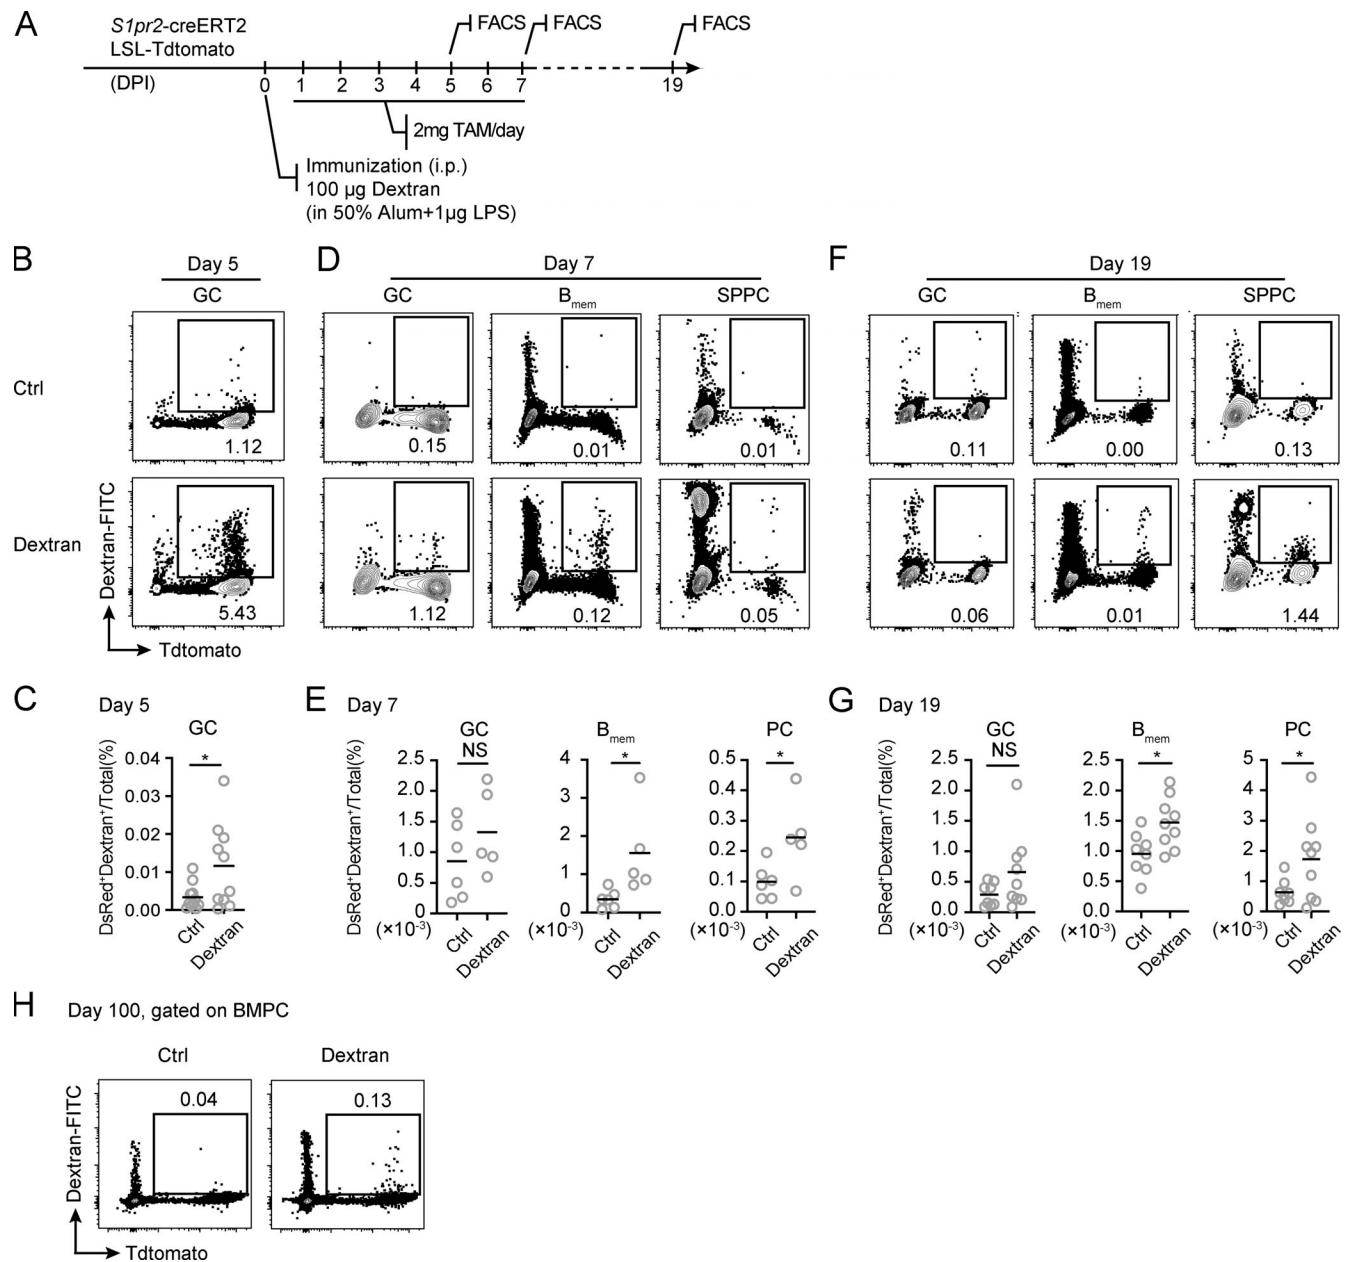 A
S1pr2-creERT2
LSL-Tdtomato
(DPI)
FACS FACS FACS
0 1 2 3 4 5 6 7 19
2mg TAM/day
Immunization (i.p.)
100 µg Dextran
(in 50% Alum+1µg LPS)
B
Day 5
GC
D
Day 7
GC Bmem SPPC
F
Day 19
GC Bmem SPPC
Ctrl
1.12 0.15 0.01 0.01 0.11 0.00 0.13
Dextran
5.43 1.12 0.12 0.05 0.06 0.01 1.44
Dextran-FITC
Tdtomato
C
Day 5
GC
DsRed+Dextran+/Total(%)
*
0.04
0.03
0.02
0.01
0.00
Ctrl Dextran
E
Day 7
DsRed+Dextran+/Total(%)
GC
NS
2.5
2.0
1.5
1.0
0.5
0
(×10-3)
Ctrl Dextran
Bmem
*
4
3
2
1
0
(×10-3)
Ctrl Dextran
PC
*
0.5
0.4
0.3
0.2
0.1
0.0
(×10-3)
Ctrl Dextran
G
Day 19
DsRed+Dextran+/Total(%)
GC
NS
2.5
2.0
1.5
1.0
0.5
0.0
(×10-3)
Ctrl Dextran
Bmem
*
2.5
2.0
1.5
1.0
0.5
0.0
(×10-3)
Ctrl Dextran
PC
*
5
4
3
2
1
0
(×10-3)
Ctrl Dextran
H
Day 100, gated on BMPC
Ctrl Dextran
0.04 0.13
Dextran-FITC
Tdtomato